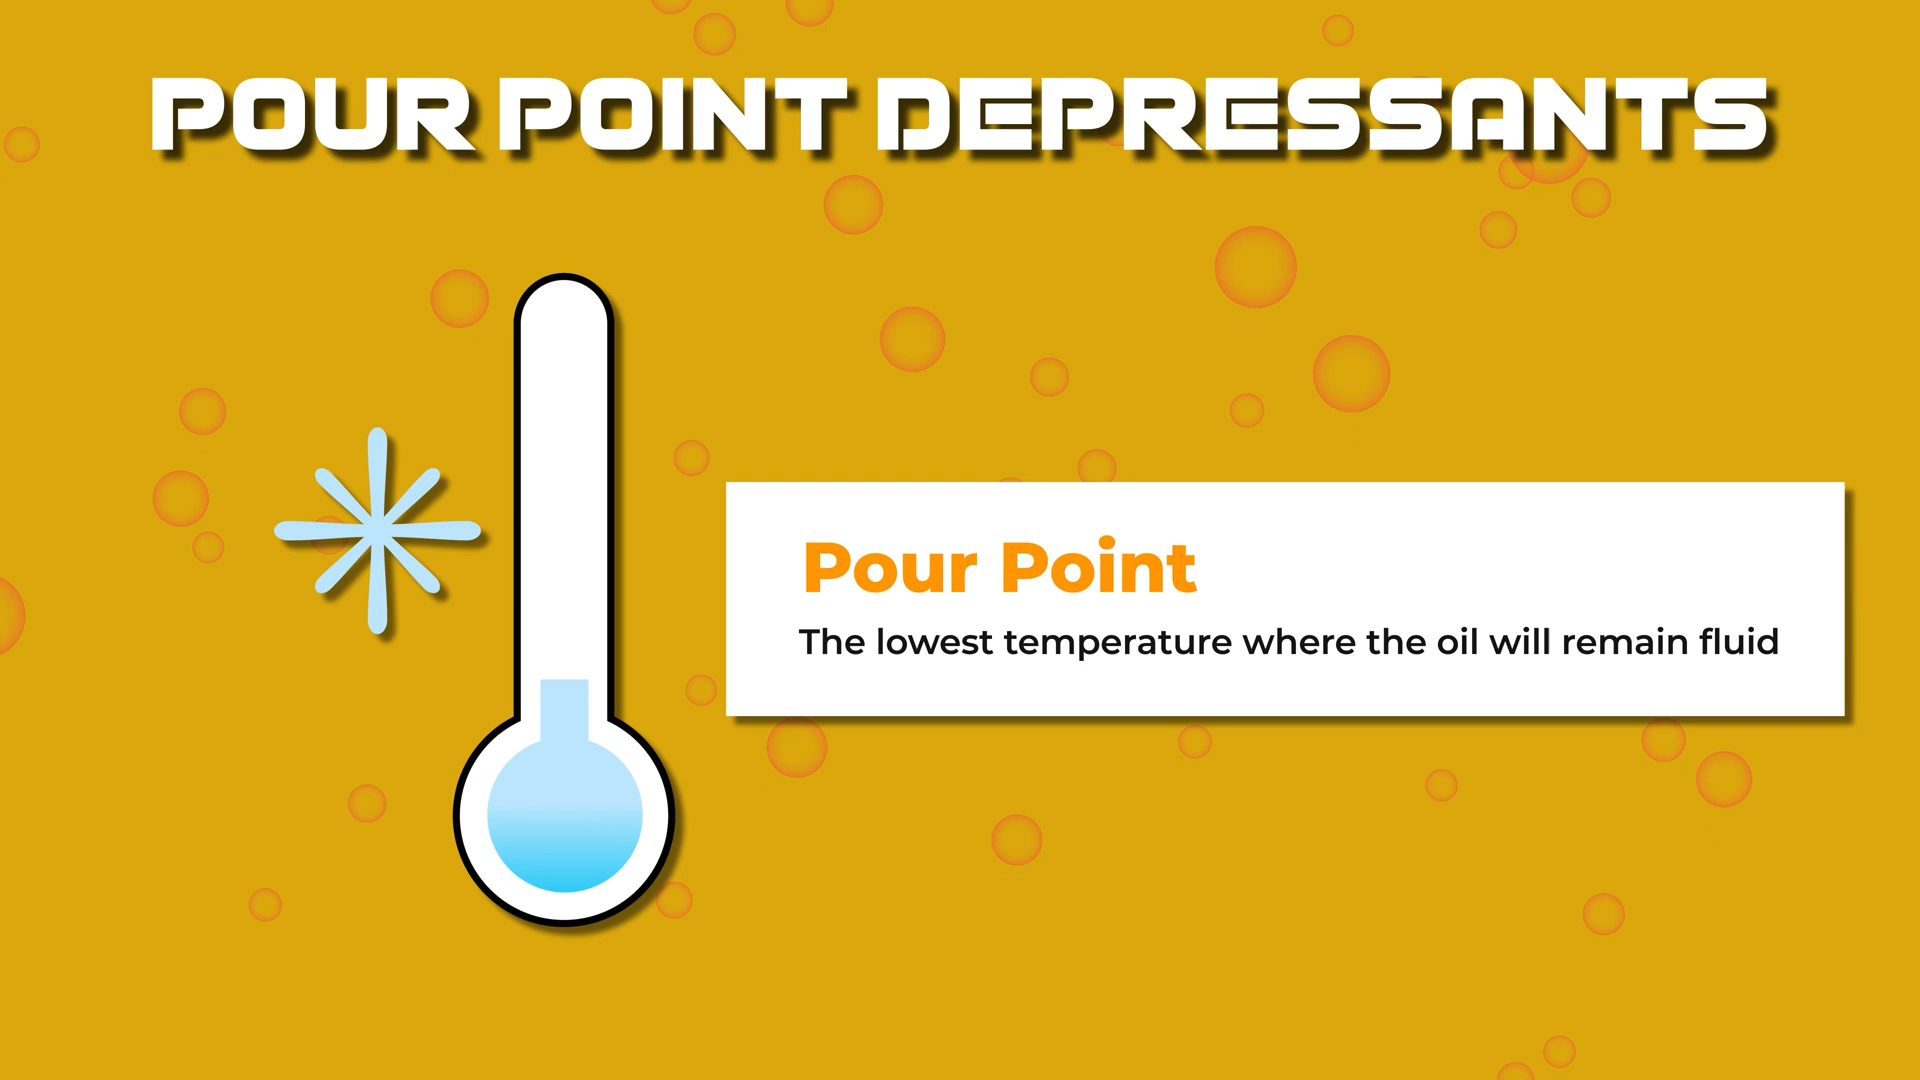 POUR POINT DEPRESSANTS
Pour Point
The lowest temperature where the oil will remain fluid